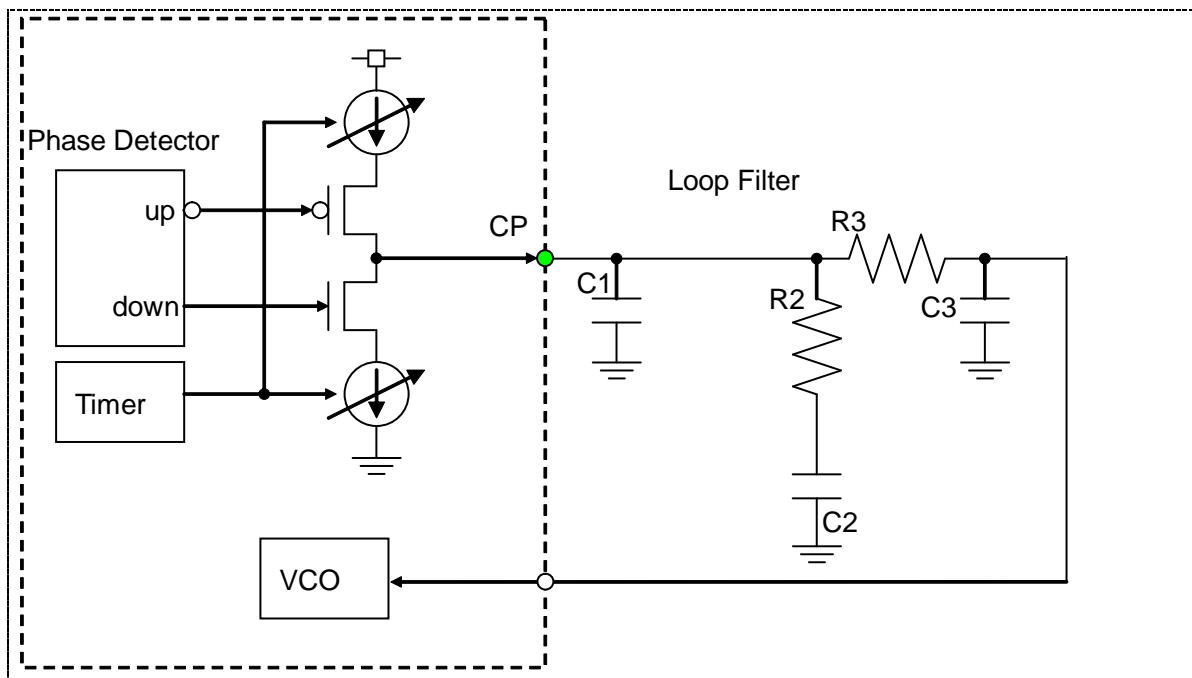 Phase Detector
up
down
Timer
VCO
CP
Loop Filter
C1
R2
C2
R3
C3